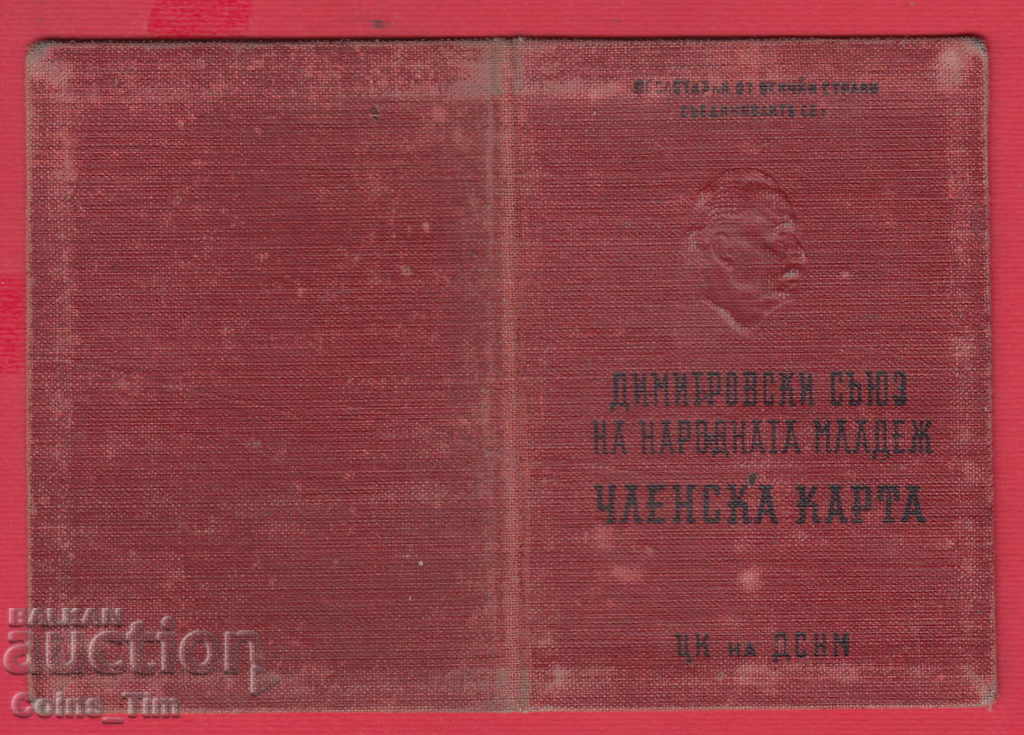 ПРОЛЕТАРИИ ОТ ВСИЧКИ СТРАНИ
СЪЕДИНЯВАЙТЕ СЕ!
ДИМИТРОВСКИ СЪЮЗ
НА НАРОДНАТА МЛАДЕЖ
ЧЛЕНСКА КАРТА
ЦК на ДСНМ
BALKAN
auction
Coins_Tim